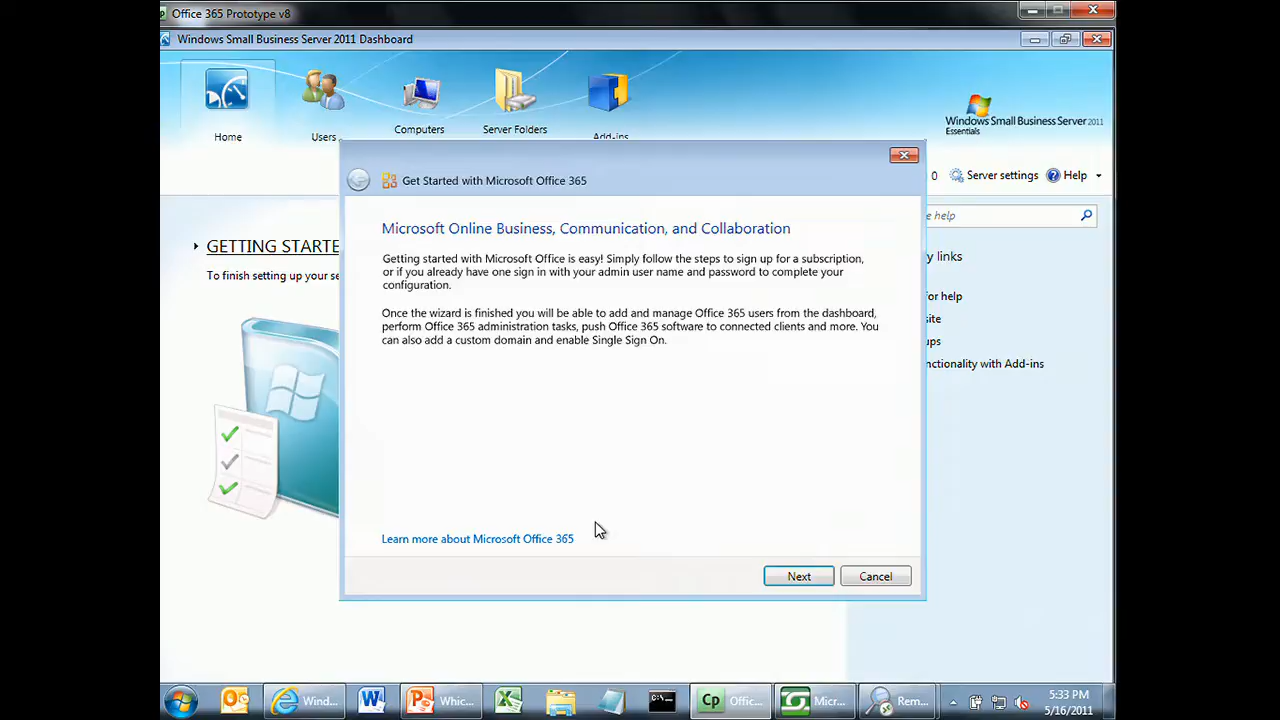 Office 365 Prototype v8
Windows Small Business Server 2011 Dashboard
Home
Users
Computers
Server Folders
Add-ins
Windows Small Business Server 2011
Essentials
Get Started with Microsoft Office 365
0
Server settings
Help
Microsoft Online Business, Communication, and Collaboration
e help
GETTING STARTE
To finish setting up your se
Getting started with Microsoft Office is easy! Simply follow the steps to sign up for a subscription,
or if you already have one sign in with your admin user name and password to complete your
configuration.
Once the wizard is finished you will be able to add and manage Office 365 users from the dashboard,
perform Office 365 administration tasks, push Office 365 software to connected clients and more. You
can also add a custom domain and enable Single Sign On.
y links
for help
site
ups
nctionality with Add-ins
Learn more about Microsoft Office 365
Next
Cancel
Wind...
Whic...
Cp
Offic...
Micr...
Rem...
5:33 PM
5/16/2011